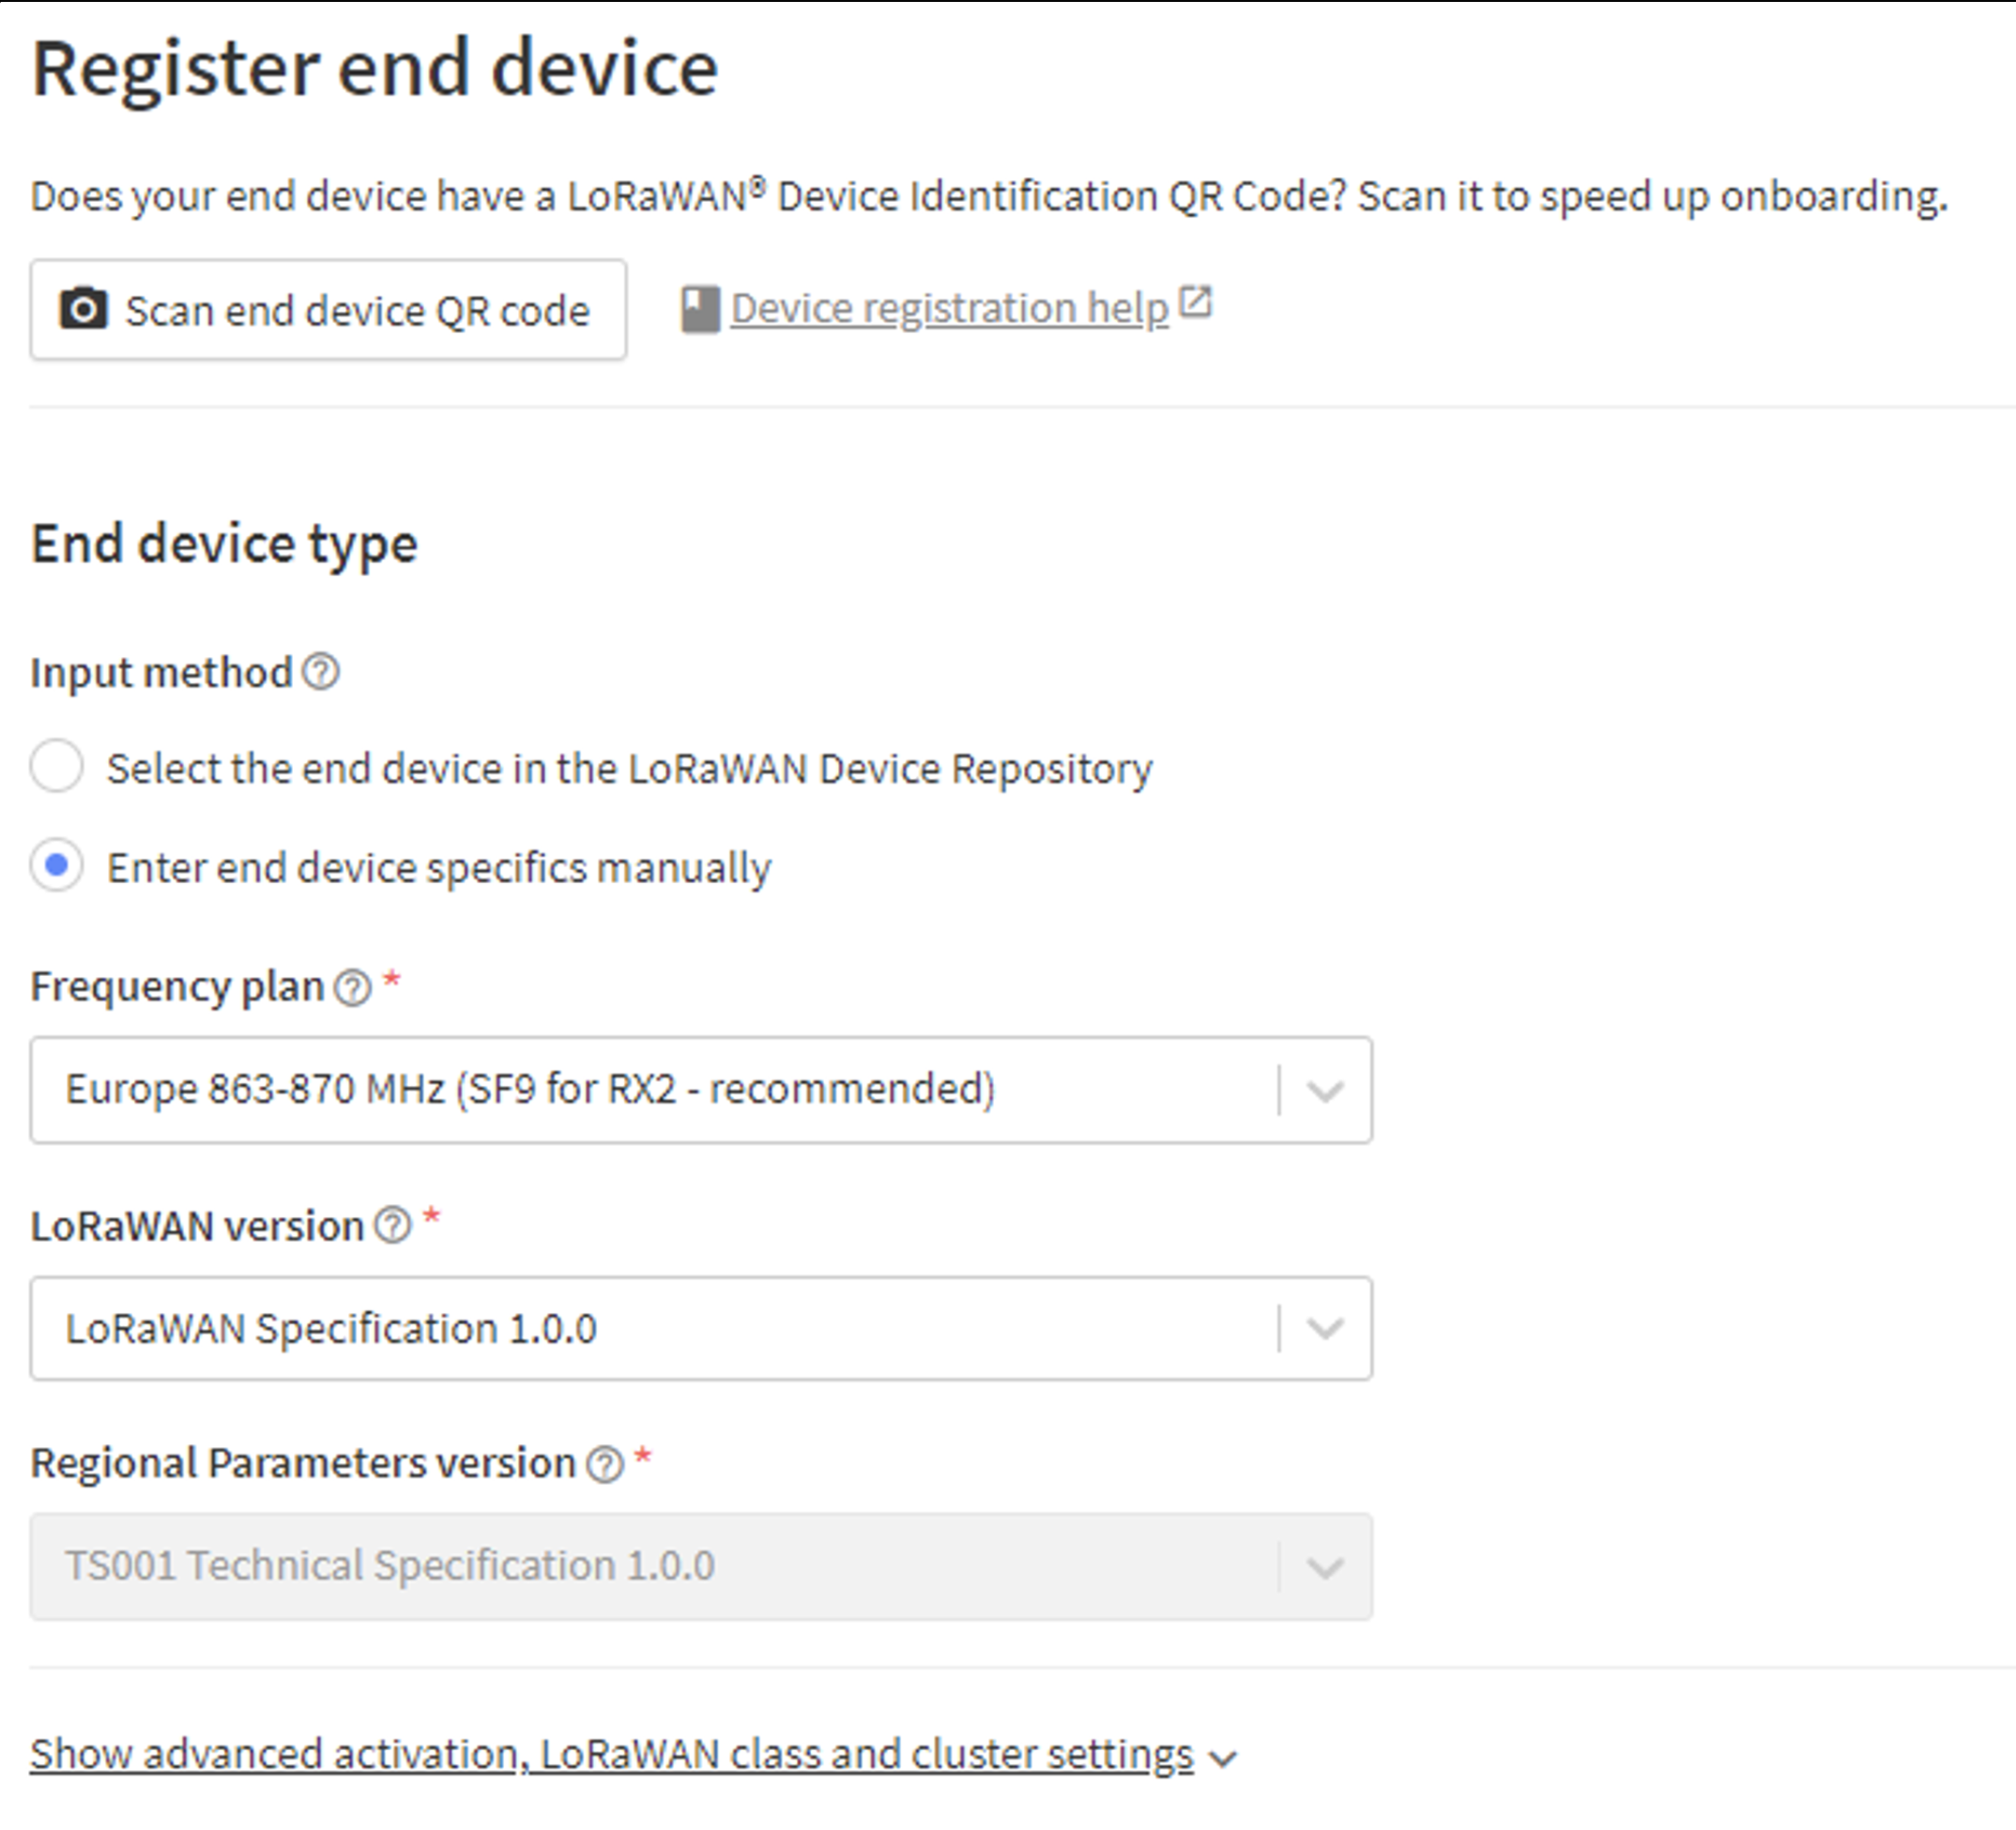 Register end device
Does your end device have a LoRaWAN® Device Identification QR Code? Scan it to speed up onboarding.
Scan end device QR code Device registration help
End device type
Input method
Select the end device in the LoRaWAN Device Repository
Enter end device specifics manually
Frequency plan *
Europe 863-870 MHz (SF9 for RX2 - recommended)
LoRaWAN version *
LoRaWAN Specification 1.0.0
Regional Parameters version *
TS001 Technical Specification 1.0.0
Show advanced activation, LoRaWAN class and cluster settings